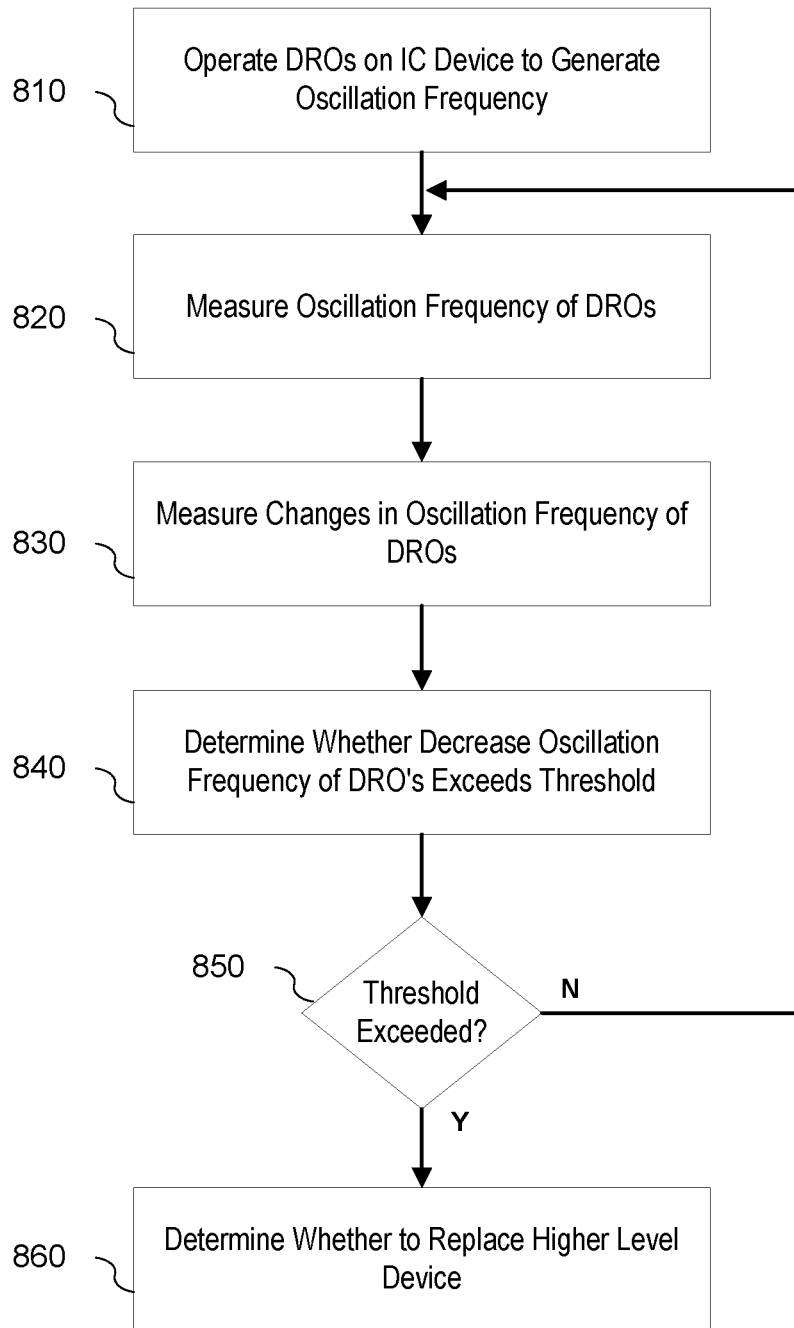 810
Operate DROs on IC Device to Generate
Oscillation Frequency
820
Measure Oscillation Frequency of DROs
830
Measure Changes in Oscillation Frequency of
DROs
840
Determine Whether Decrease Oscillation
Frequency of DRO's Exceeds Threshold
850
Threshold
Exceeded?
N
Y
860
Determine Whether to Replace Higher Level
Device